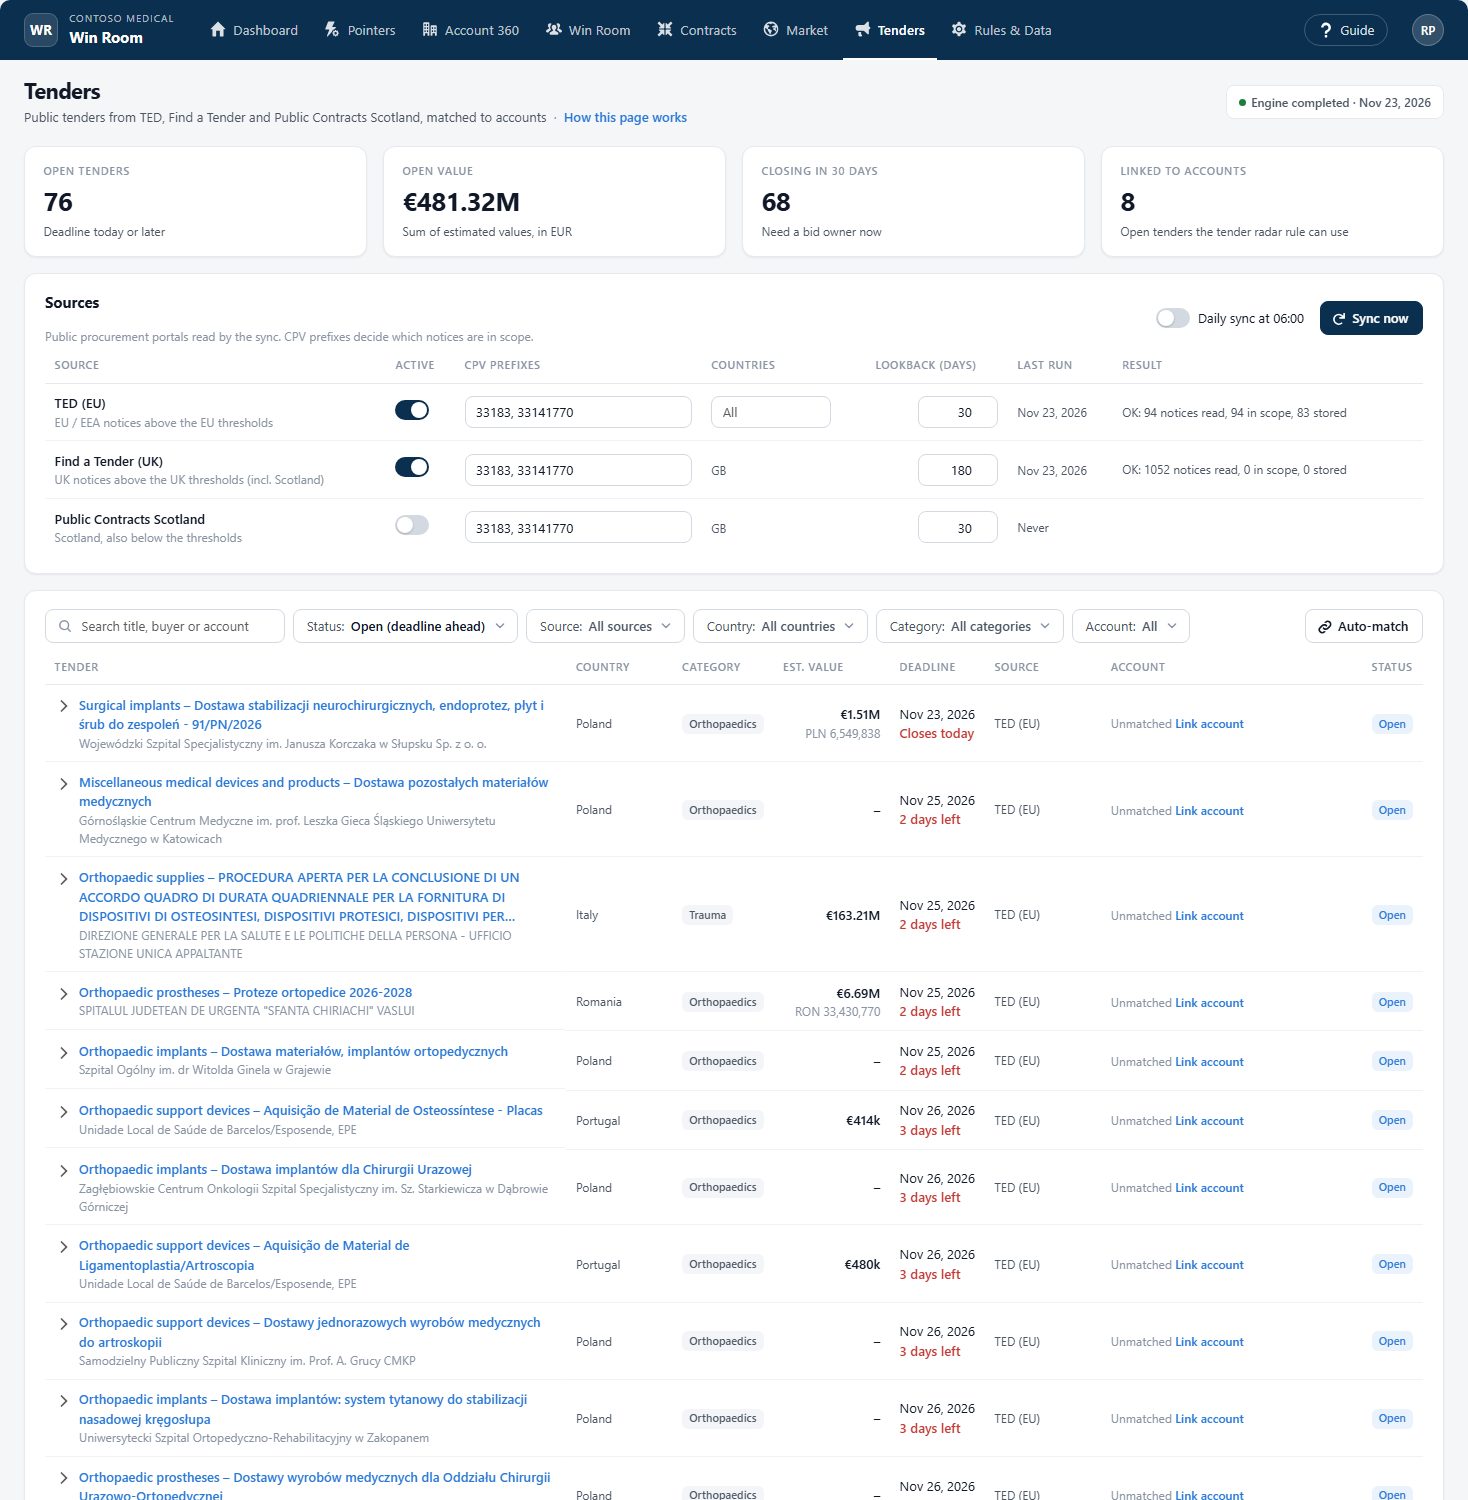 WR
CONTOSO MEDICAL
Win Room
Dashboard
Pointers
Account 360
Win Room
Contracts
Market
Tenders
Rules & Data
Guide
RP
Tenders
Public tenders from TED, Find a Tender and Public Contracts Scotland, matched to accounts · How this page works
Engine completed · Nov 23, 2026
OPEN TENDERS
76
Deadline today or later
OPEN VALUE
€481.32M
Sum of estimated values, in EUR
CLOSING IN 30 DAYS
68
Need a bid owner now
LINKED TO ACCOUNTS
8
Open tenders the tender radar rule can use
Sources
Public procurement portals read by the sync. CPV prefixes decide which notices are in scope.
Daily sync at 06:00
Sync now
SOURCE ACTIVE CPV PREFIXES COUNTRIES LOOKBACK (DAYS) LAST RUN RESULT
TED (EU)
EU / EEA notices above the EU thresholds
33183, 33141770 All 30 Nov 23, 2026 OK: 94 notices read, 94 in scope, 83 stored
Find a Tender (UK)
UK notices above the UK thresholds (incl. Scotland)
33183, 33141770 GB 180 Nov 23, 2026 OK: 1052 notices read, 0 in scope, 0 stored
Public Contracts Scotland
Scotland, also below the thresholds
33183, 33141770 GB 30 Never
Search title, buyer or account
Status: Open (deadline ahead)
Source: All sources
Country: All countries
Category: All categories
Account: All
Auto-match
TENDER COUNTRY CATEGORY EST. VALUE DEADLINE SOURCE ACCOUNT STATUS
Surgical implants – Dostawa stabilizacji neurochirurgicznych, endoprotez, płyt i
śrub do zespoleń - 91/PN/2026
Wojewódzki Szpital Specjalistyczny im. Janusza Korczaka w Słupsku Sp. z o. o.
Poland Orthopaedics €1.51M Nov 23, 2026 TED (EU) Unmatched Link account Open
PLN 6,549,838 Closes today
Miscellaneous medical devices and products – Dostawa pozostałych materiałów
medycznych
Górnośląskie Centrum Medyczne im. prof. Leszka Gieca Śląskiego Uniwersytetu
Medycznego w Katowicach
Poland Orthopaedics – Nov 25, 2026 TED (EU) Unmatched Link account Open
2 days left
Orthopaedic supplies – PROCEDURA APERTA PER LA CONCLUSIONE DI UN
ACCORDO QUADRO DI DURATA QUADRIENNALE PER LA FORNITURA DI
DISPOSITIVI DI OSTEOSINTESI, DISPOSITIVI PROTESICI, DISPOSITIVI PER...
DIREZIONE GENERALE PER LA SALUTE E LE POLITICHE DELLA PERSONA - UFFICIO
STAZIONE UNICA APPALTANTE
Italy Trauma €163.21M Nov 25, 2026 TED (EU) Unmatched Link account Open
2 days left
Orthopaedic prostheses – Proteze ortopedice 2026-2028
SPITALUL JUDETEAN DE URGENTA "SFANTA CHIRIACHI" VASLUI
Romania Orthopaedics €6.69M Nov 25, 2026 TED (EU) Unmatched Link account Open
RON 33,430,770 2 days left
Orthopaedic implants – Dostawa materiałów, implantów ortopedycznych
Szpital Ogólny im. dr Witolda Ginela w Grajewie
Poland Orthopaedics – Nov 25, 2026 TED (EU) Unmatched Link account Open
2 days left
Orthopaedic support devices – Aquisição de Material de Osteossíntese - Placas
Unidade Local de Saúde de Barcelos/Esposende, EPE
Portugal Orthopaedics €414k Nov 26, 2026 TED (EU) Unmatched Link account Open
3 days left
Orthopaedic implants – Dostawa implantów dla Chirurgii Urazowej
Zagłębiowskie Centrum Onkologii Szpital Specjalistyczny im. Sz. Starkiewicza w Dąbrowie
Górniczej
Poland Orthopaedics – Nov 26, 2026 TED (EU) Unmatched Link account Open
3 days left
Orthopaedic support devices – Aquisição de Material de
Ligamentoplastia/Artroscopia
Unidade Local de Saúde de Barcelos/Esposende, EPE
Portugal Orthopaedics €480k Nov 26, 2026 TED (EU) Unmatched Link account Open
3 days left
Orthopaedic support devices – Dostawy jednorazowych wyrobów medycznych
do artroskopii
Samodzielny Publiczny Szpital Kliniczny im. Prof. A. Grucy CMKP
Poland Orthopaedics – Nov 26, 2026 TED (EU) Unmatched Link account Open
3 days left
Orthopaedic implants – Dostawa implantów: system tytanowy do stabilizacji
nasadowej kręgosłupa
Uniwersytecki Szpital Ortopedyczno-Rehabilitacyjny w Zakopanem
Poland Orthopaedics – Nov 26, 2026 TED (EU) Unmatched Link account Open
3 days left
Orthopaedic prostheses – Dostawy wyrobów medycznych dla Oddziału Chirurgii
Urazowo-Ortopedycznej
Poland Orthopaedics – Nov 26, 2026 TED (EU) Unmatched Link account Open